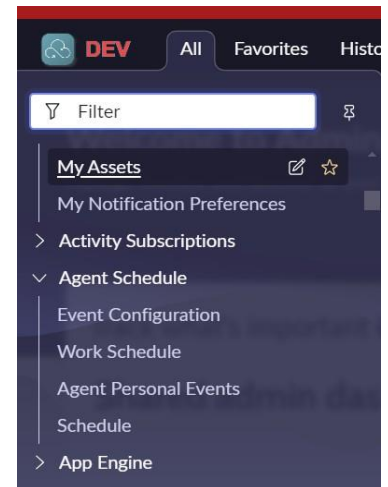 DEV All Favorites Histo
Filter
My Assets
My Notification Preferences
Activity Subscriptions
Agent Schedule
Event Configuration
Work Schedule
Agent Personal Events
Schedule
App Engine